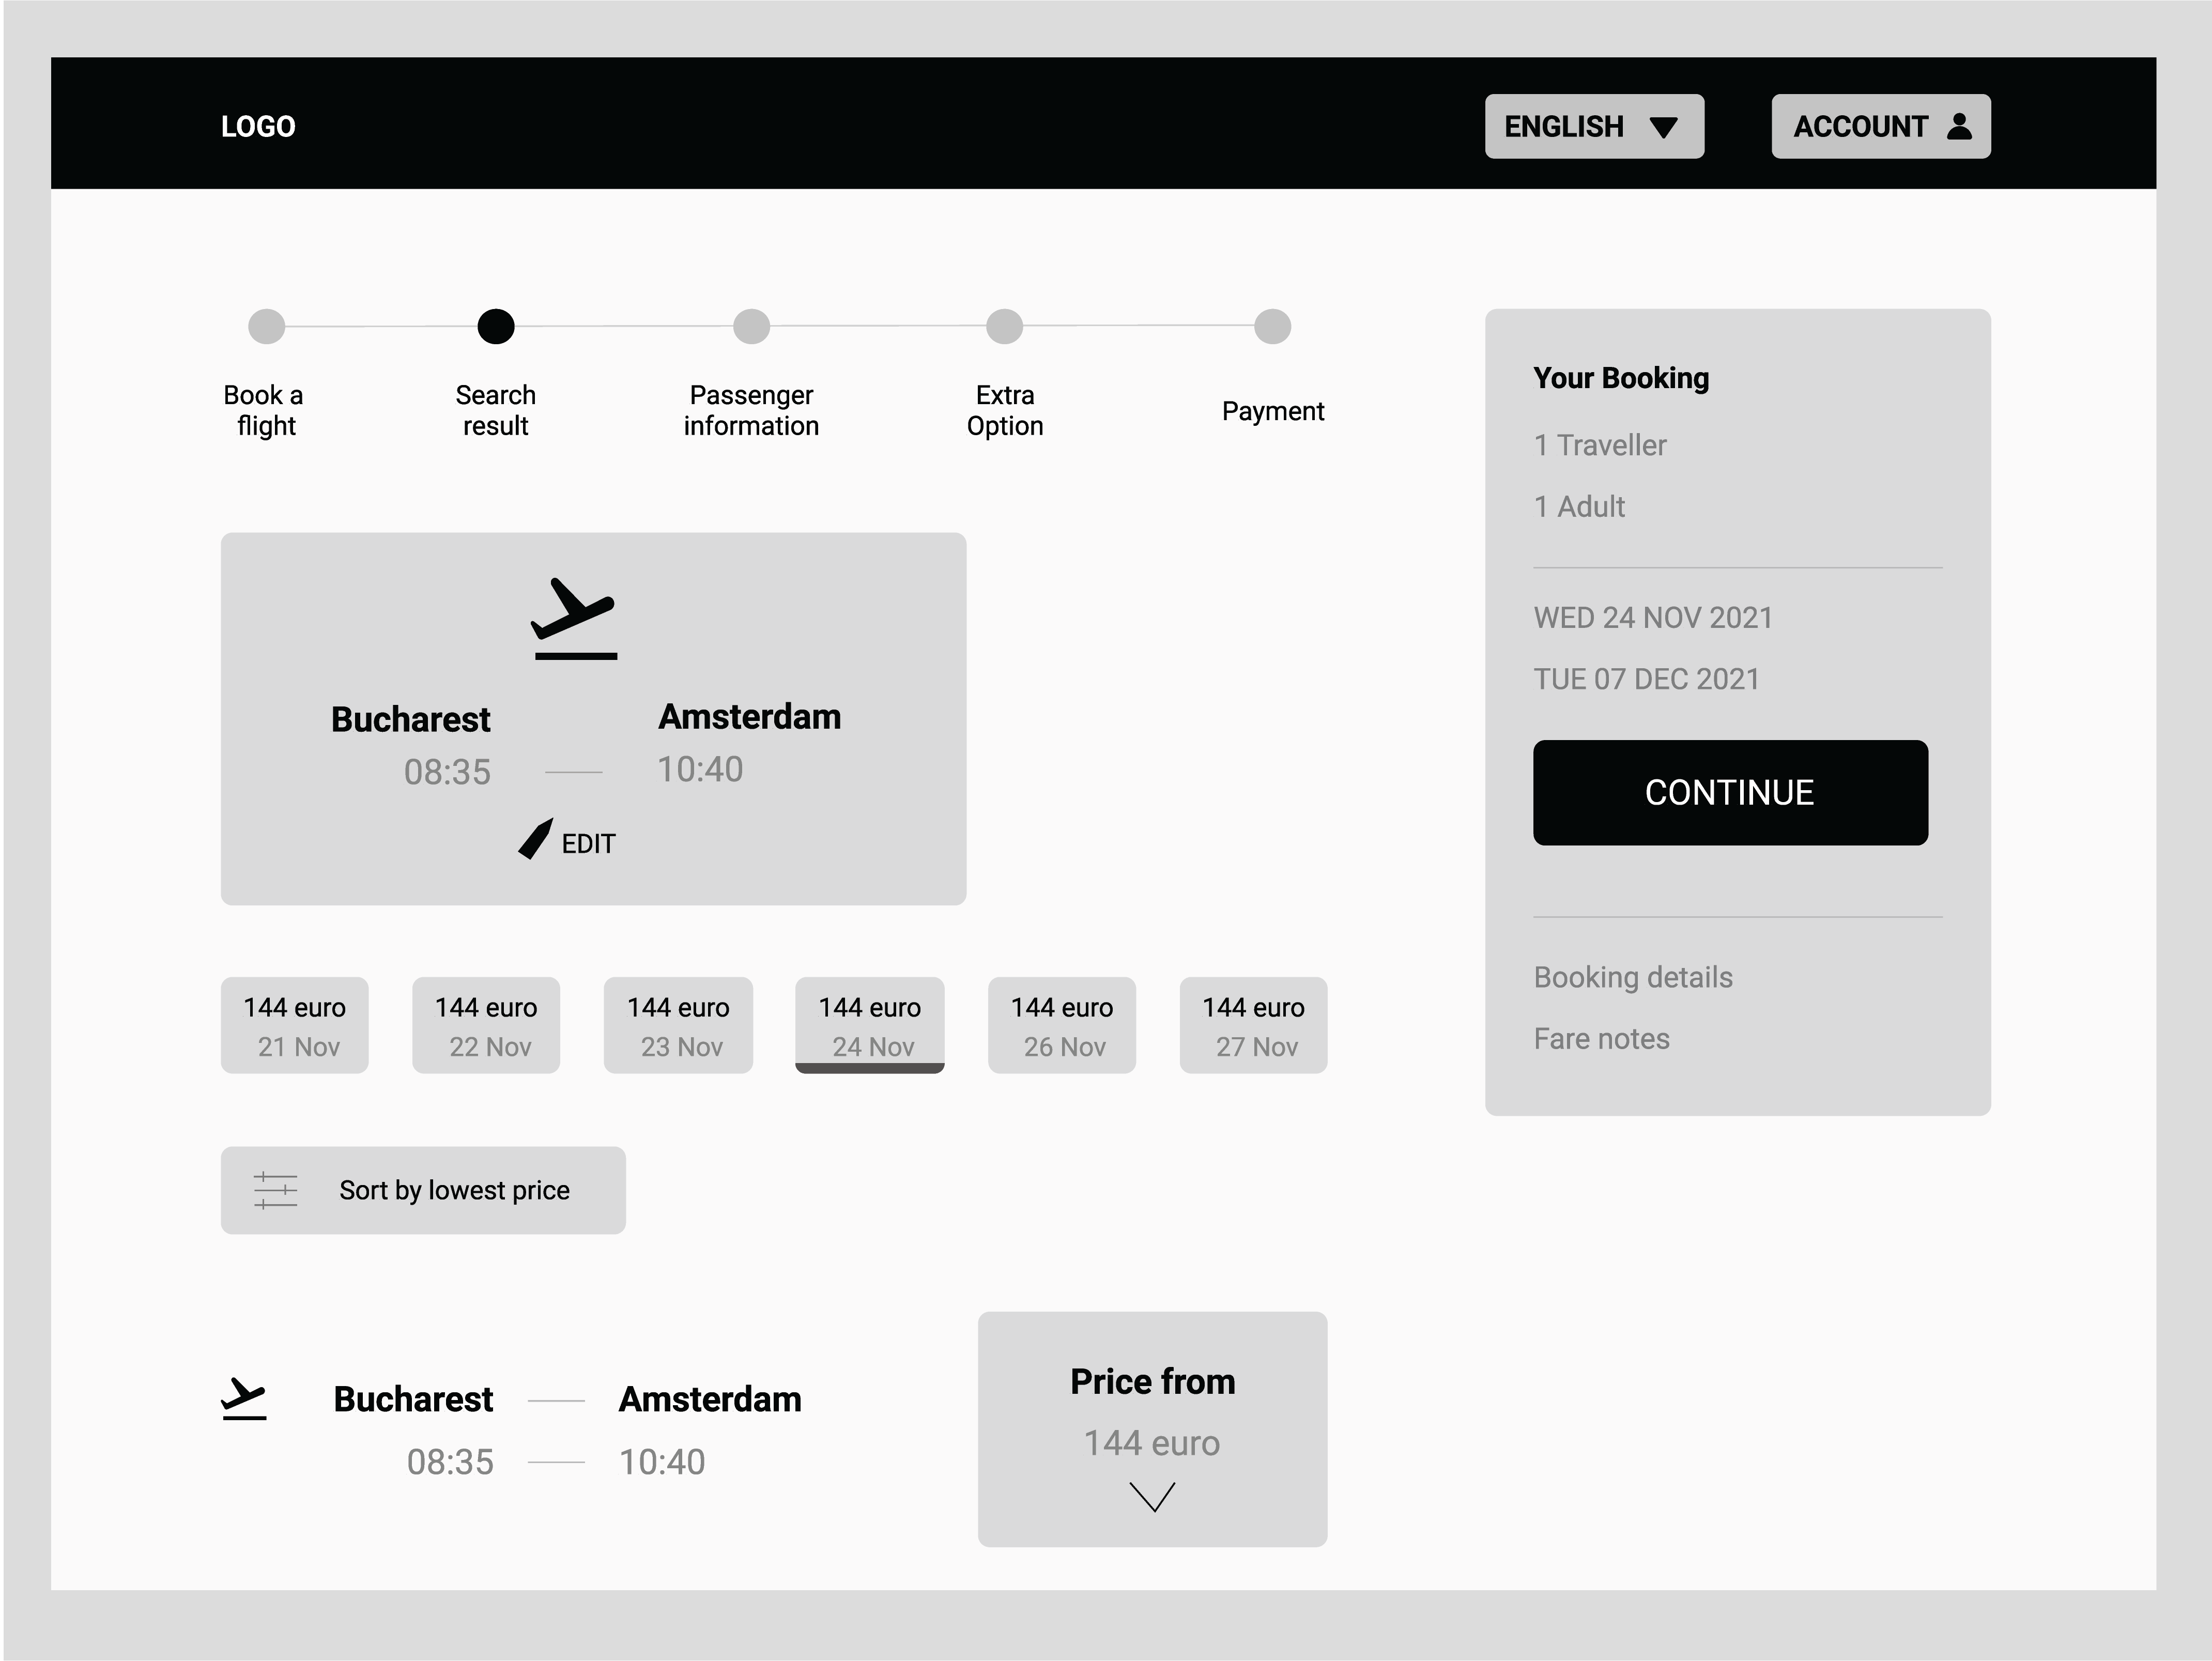 LOGO
ENGLISH
ACCOUNT
Book a
flight
Search
result
Passenger
information
Extra
Option
Payment
Bucharest
Amsterdam
08:35
10:40
EDIT
144 euro
21 Nov
144 euro
22 Nov
144 euro
23 Nov
144 euro
24 Nov
144 euro
26 Nov
144 euro
27 Nov
Sort by lowest price
Bucharest
Amsterdam
08:35
10:40
Price from
144 euro
Your Booking
1 Traveller
1 Adult
WED 24 NOV 2021
TUE 07 DEC 2021
CONTINUE
Booking details
Fare notes